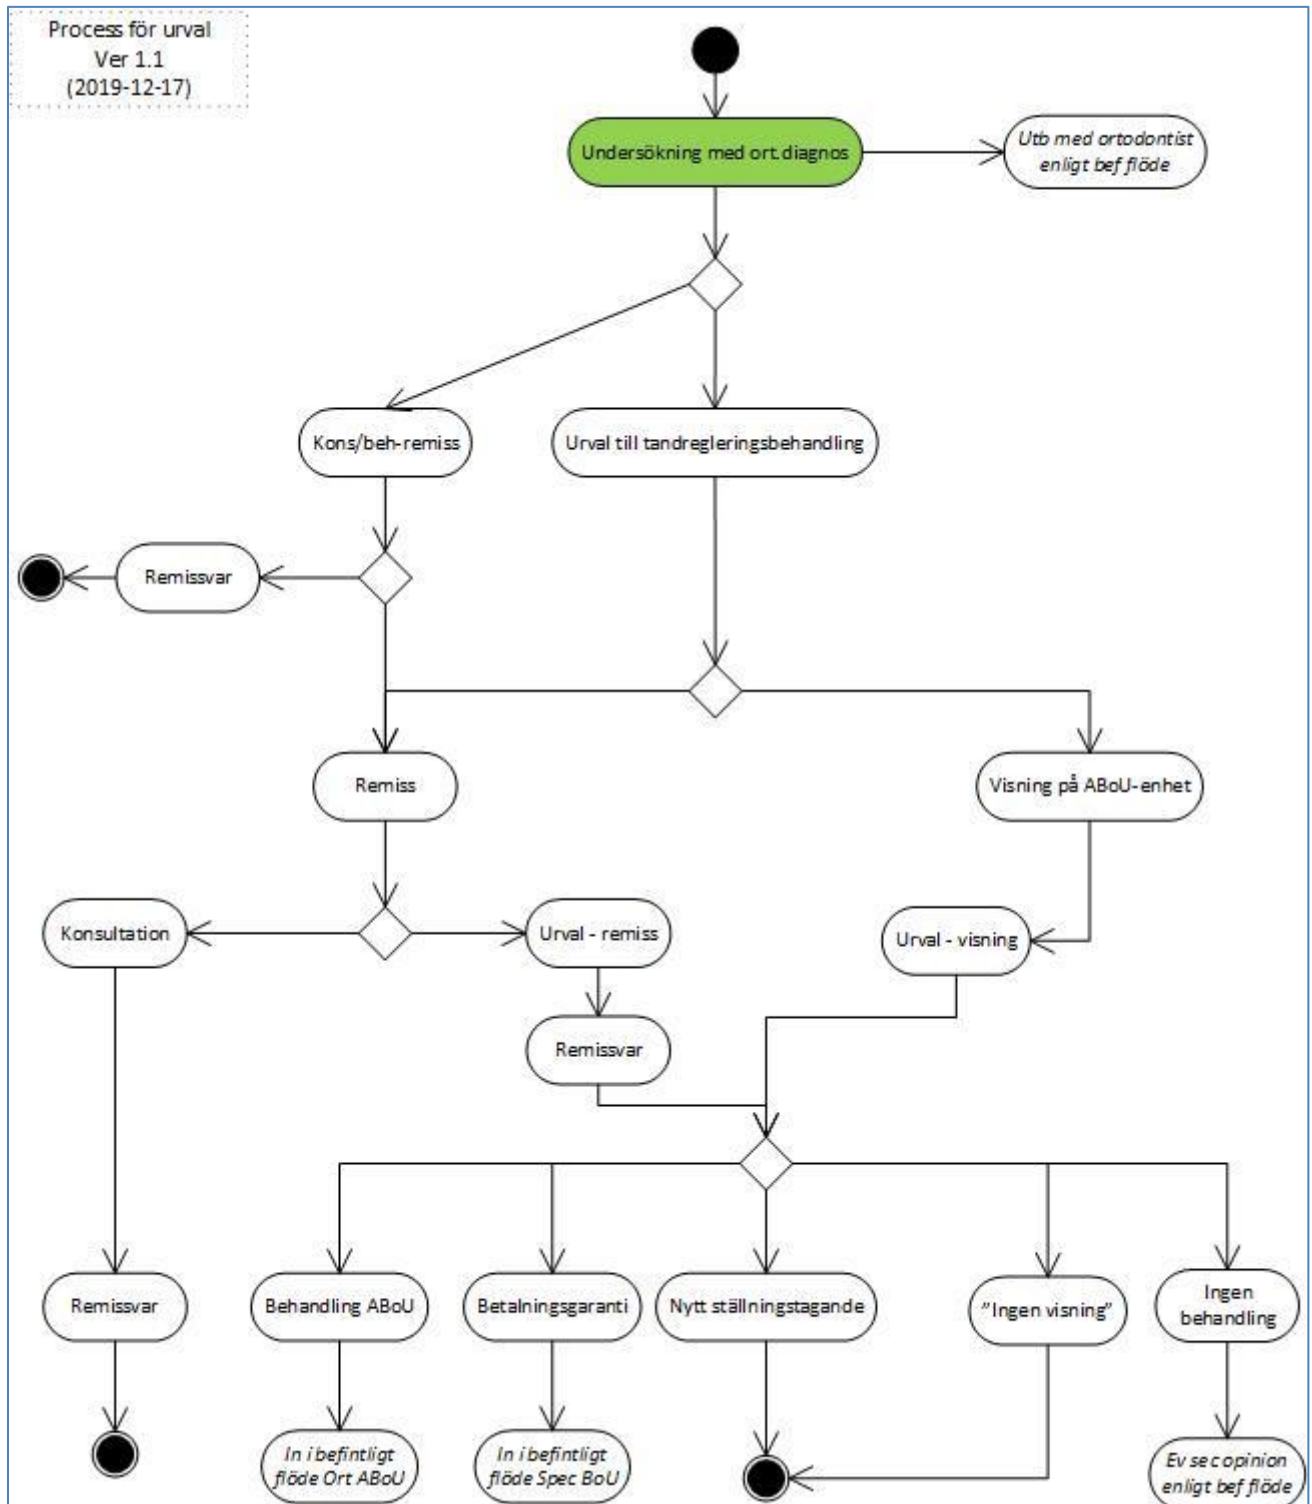 Process för urval
Ver 1.1
(2019-12-17)
Undersökning med ort.diagnos
Utb med ortodontist
enligt bef flöde
Kons/beh-remiss
Urval till tandregleringsbehandling
Remissvar
Remiss
Visning på ABoU-enhet
Konsultation
Urval - remiss
Urval - visning
Remissvar
Remissvar
Behandling ABoU
Betalningsgaranti
Nytt ställningstagande
”Ingen visning”
Ingen
behandling
In i befintligt
flöde Ort ABoU
In i befintligt
flöde Spec BoU
Ev sec opinion
enligt bef flöde